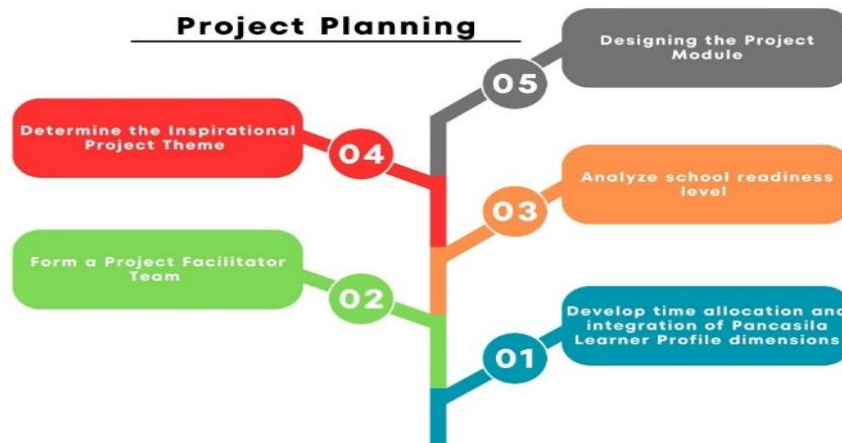 Project Planning
05
Designing the Project
Module
Determine the Inspirational
Project Theme
04
03
Analyze school readiness
level
Form a Project Facilitator
Team
02
01
Develop time allocation and
integration of Pancasila
Learner Profile dimensions